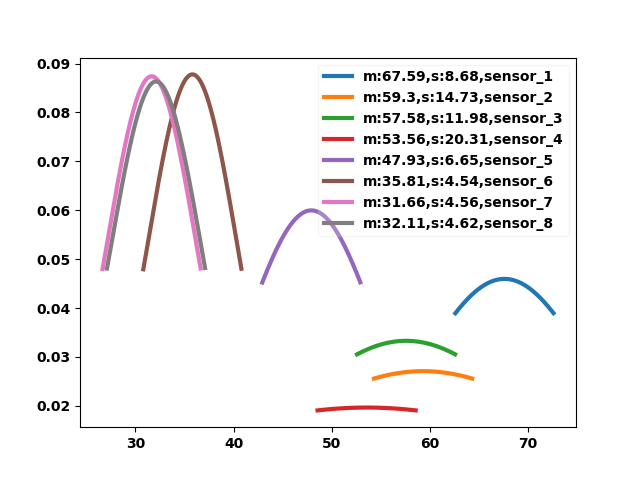 0.09
0.08
0.07
0.06
0.05
0.04
0.03
0.02
30
40
50
60
70
m:67.59,s:8.68,sensor_1
m:59.3,s:14.73,sensor_2
m:57.58,s:11.98,sensor_3
m:53.56,s:20.31,sensor_4
m:47.93,s:6.65,sensor_5
m:35.81,s:4.54,sensor_6
m:31.66,s:4.56,sensor_7
m:32.11,s:4.62,sensor_8